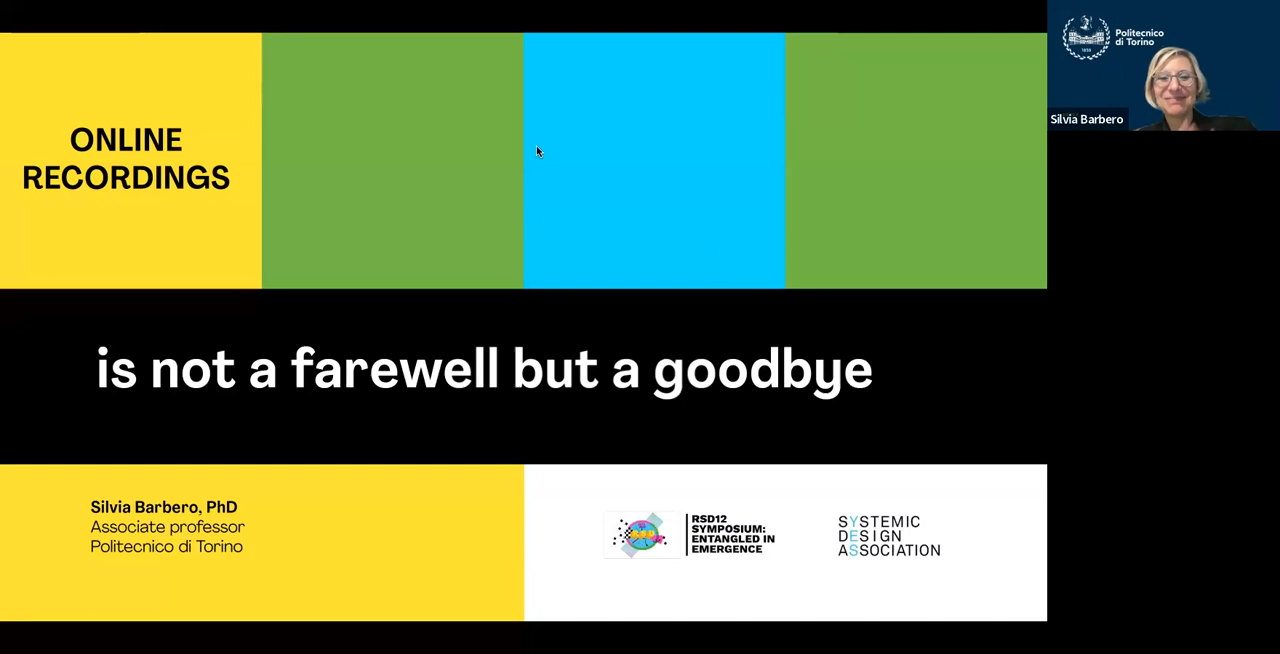 ONLINE
RECORDINGS
Politecnico
di Torino
1859
Silvia Barbero
is not a farewell but a goodbye
Silvia Barbero, PhD
Associate professor
Politecnico di Torino
RSD12
SYMPOSIUM:
ENTANGLED IN
EMERGENCE
SYSTEMIC
DESIGN
ASSOCIATION